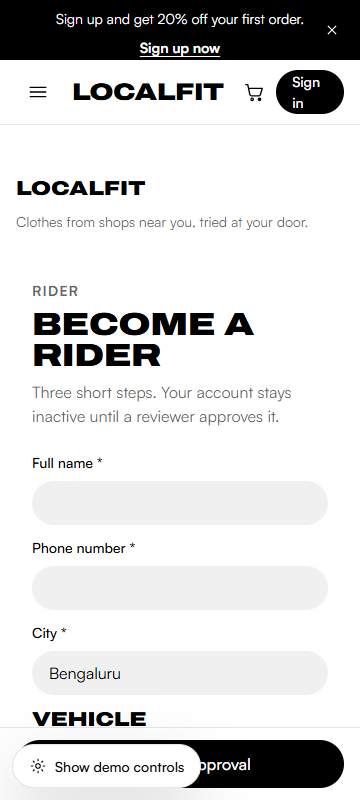 Sign up and get 20% off your first order.
Sign up now
LOCALFIT
Sign
in
LOCALFIT
Clothes from shops near you, tried at your door.
RIDER
BECOME A
RIDER
Three short steps. Your account stays
inactive until a reviewer approves it.
Full name *
Phone number *
City *
Bengaluru
VEHICLE
Show demo controls